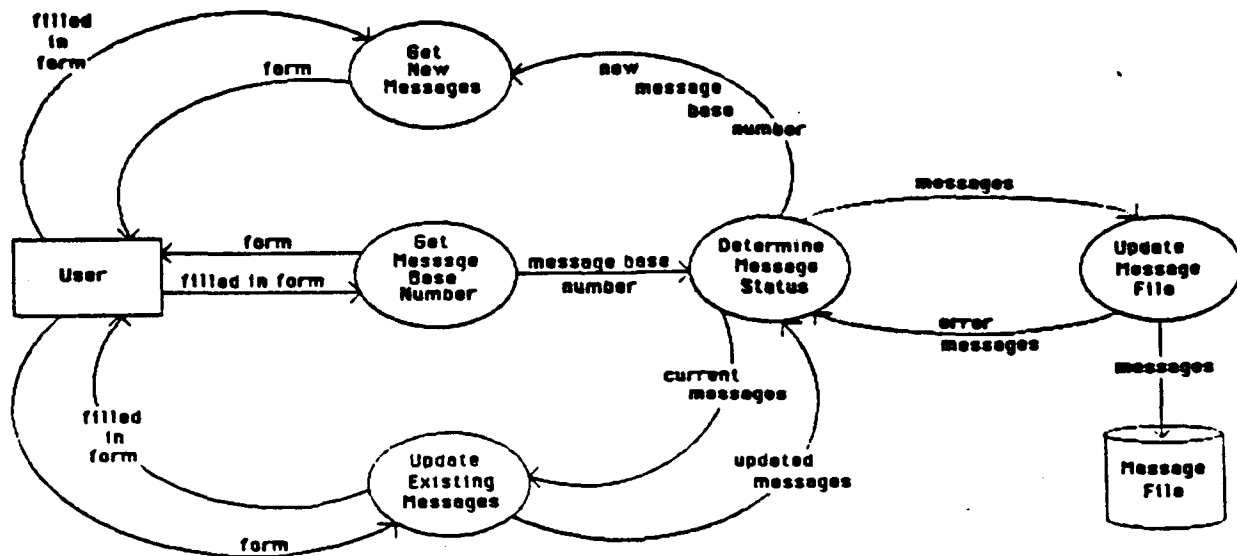 filled
in
form
form
Get
New
Messages
new
message
base
number
messages
User
form
filled in form
Get
Messsge
Base
Number
message base
number
Determine
Message
Status
Update
Message
File
error
messages
messages
current
messages
filled
in
form
Update
Existing
Messages
updated
messages
form
Message
File